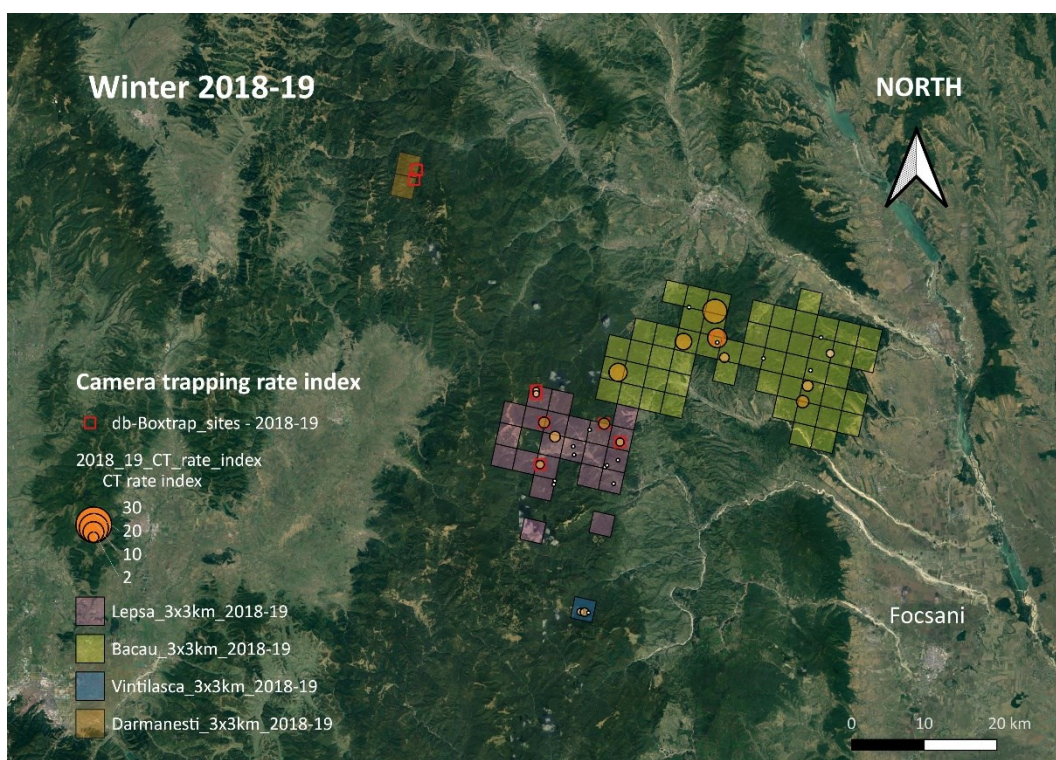 Winter 2018-19
NORTH
Camera trapping rate index
db-Boxtrap_sites - 2018-19
2018_19_CT_rate_index
CT rate index
30
20
10
2
Lepsa_3x3km_2018-19
Bacau_3x3km_2018-19
Vintilasca_3x3km_2018-19
Darmanesti_3x3km_2018-19
Focsani
0 10 20 km